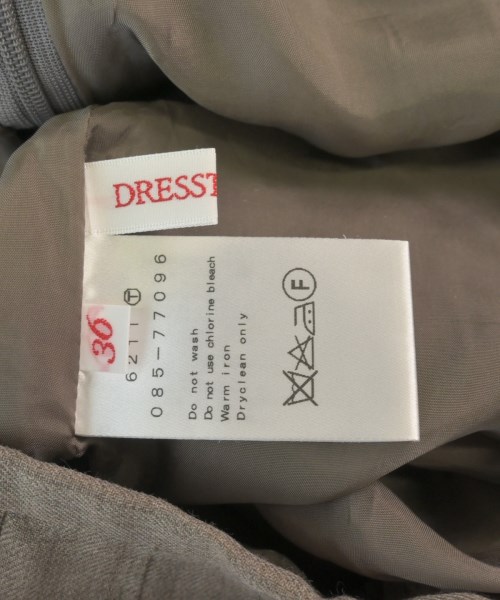 DRESST
36
6211 Ⓣ
085-77096
Do not wash
Do not use chlorine bleach
Warm iron
Dryclean only
F